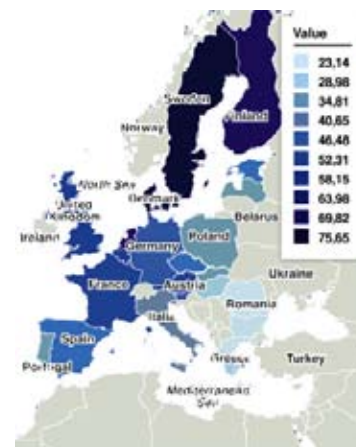 Value
23,14
28,98
34,81
40,65
46,48
52,31
58,15
63,98
69,82
75,65
Sweden
Finland
Norway
North Sea
Denmark
United
Kingdom
Ireland
Belarus
Poland
Germany
Ukraine
France
Austria
Romania
Italia
Spain
Portugal
Greece
Turkey
Mediterranean
Sea